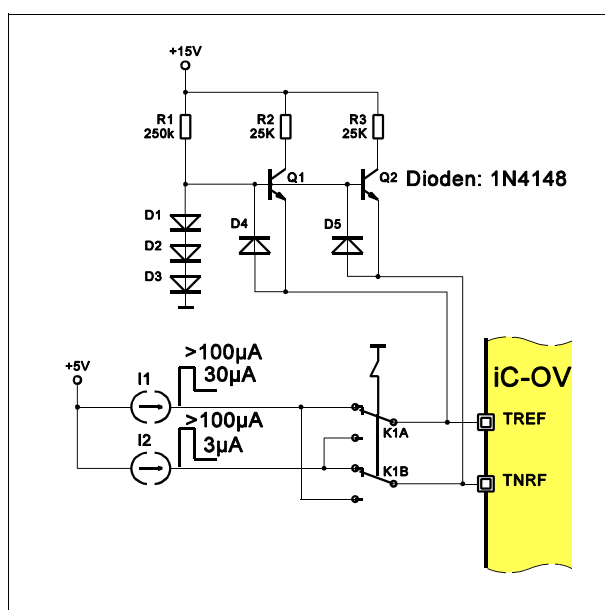 +15V
R1
250k
R2
25K
R3
25K
Q1
Q2
Dioden: 1N4148
D1
D2
D3
D4
D5
+5V
I1
>100µA
30µA
I2
>100µA
3µA
K1A
K1B
iC-OV
TREF
TNRF